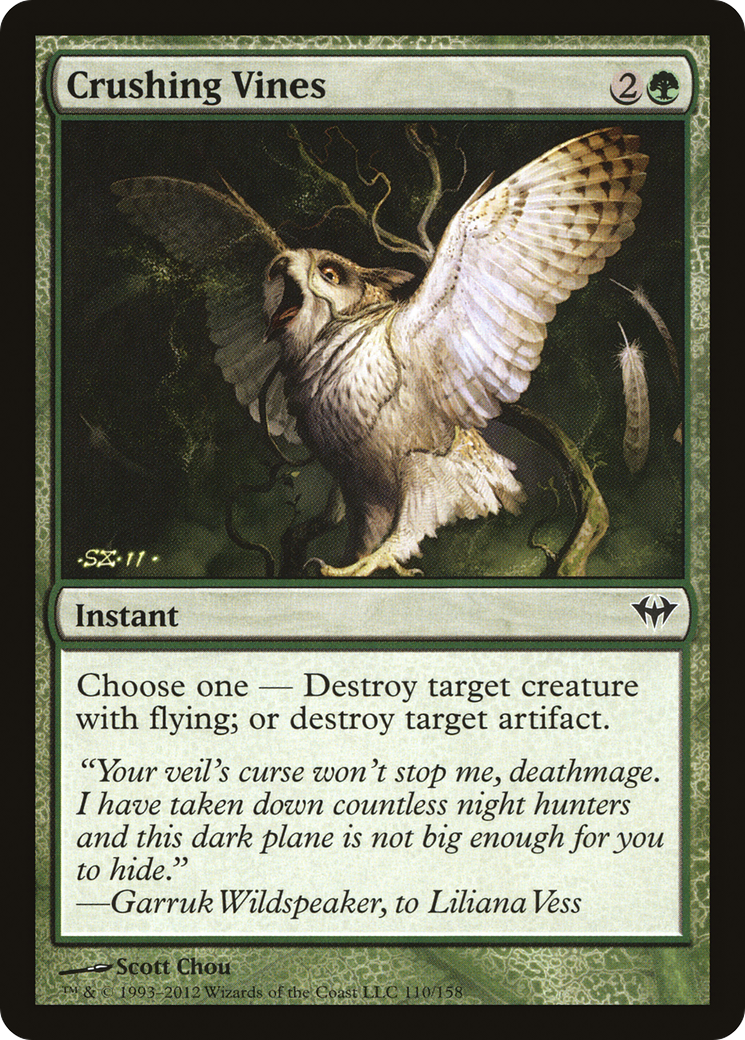 Crushing Vines
2
·SZ·11·
Instant
Choose one — Destroy target creature
with flying; or destroy target artifact.
“Your veil’s curse won’t stop me, deathmage.
I have taken down countless night hunters
and this dark plane is not big enough for you
to hide.”
—Garruk Wildspeaker, to Liliana Vess
Scott Chou
™ & © 1993–2012 Wizards of the Coast LLC 110/158